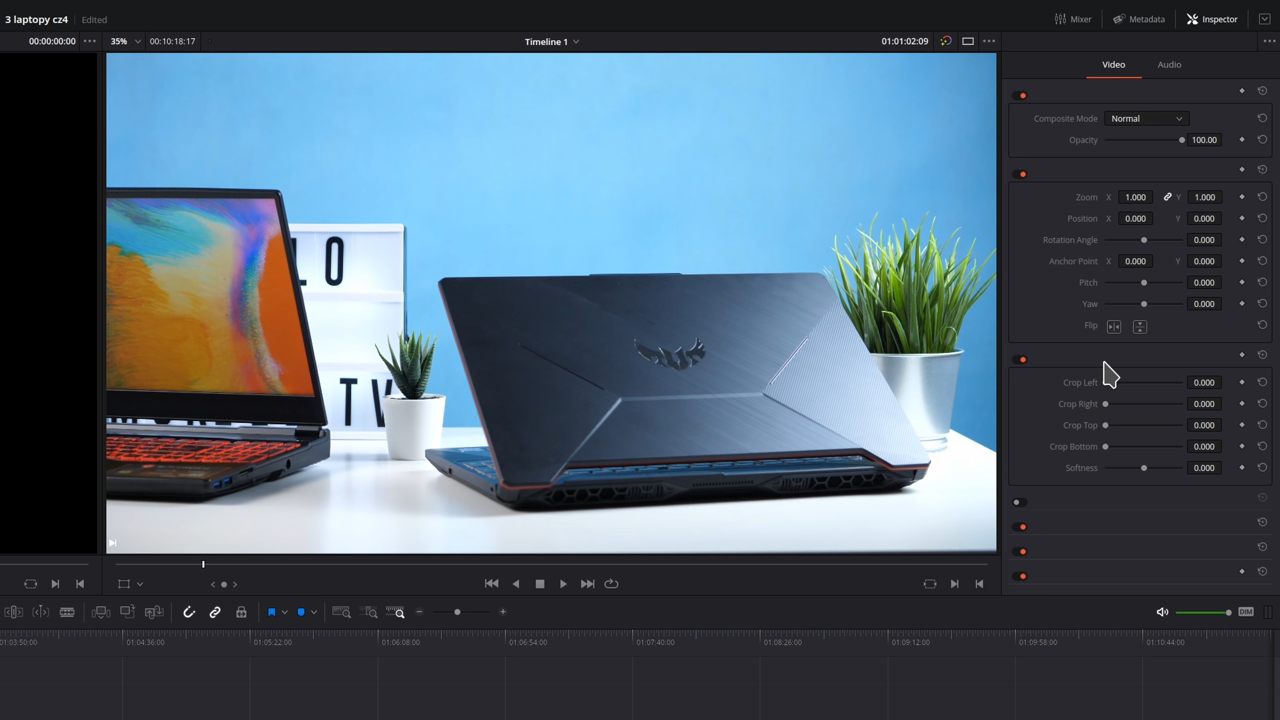 3 laptopy cz4 Edited Mixer Metadata Inspector
00:00:00:00 35% 00:10:18:17 Timeline 1 01:01:02:09
Video Audio
Composite Mode Normal
Opacity 100.00
Zoom X 1.000 Y 1.000
Position X 0.000 Y 0.000
Rotation Angle 0.000
Anchor Point X 0.000 Y 0.000
Pitch 0.000
Yaw 0.000
Flip
Crop Left 0.000
Crop Right 0.000
Crop Top 0.000
Crop Bottom 0.000
Softness 0.000
LO
TV
DIM
01:03:50:00 01:04:36:00 01:05:22:00 01:06:08:00 01:06:54:00 01:07:40:00 01:08:26:00 01:09:12:00 01:09:58:00 01:10:44:00